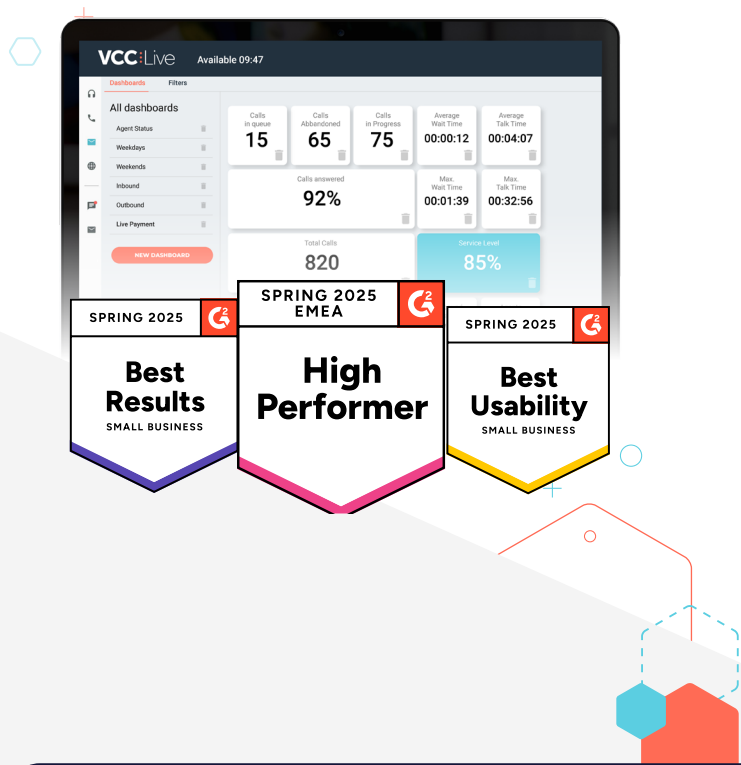 VCC Live
Available 09:47
Dashboards
Filters
All dashboards
Agent Status
Weekdays
Weekends
Inbound
Outbound
Live Payment
NEW DASHBOARD
Calls
in queue
15
Calls
Abbandoned
65
Calls
in Progress
75
Average
Wait Time
00:00:12
Average
Talk Time
00:04:07
Calls answered
92%
Max.
Wait Time
00:01:39
Max.
Talk Time
00:32:56
Total Calls
820
Service Level
85%
SPRING 2025
G2
Best
Results
SMALL BUSINESS
SPRING 2025
EMEA
G2
High
Performer
SPRING 2025
G2
Best
Usability
SMALL BUSINESS